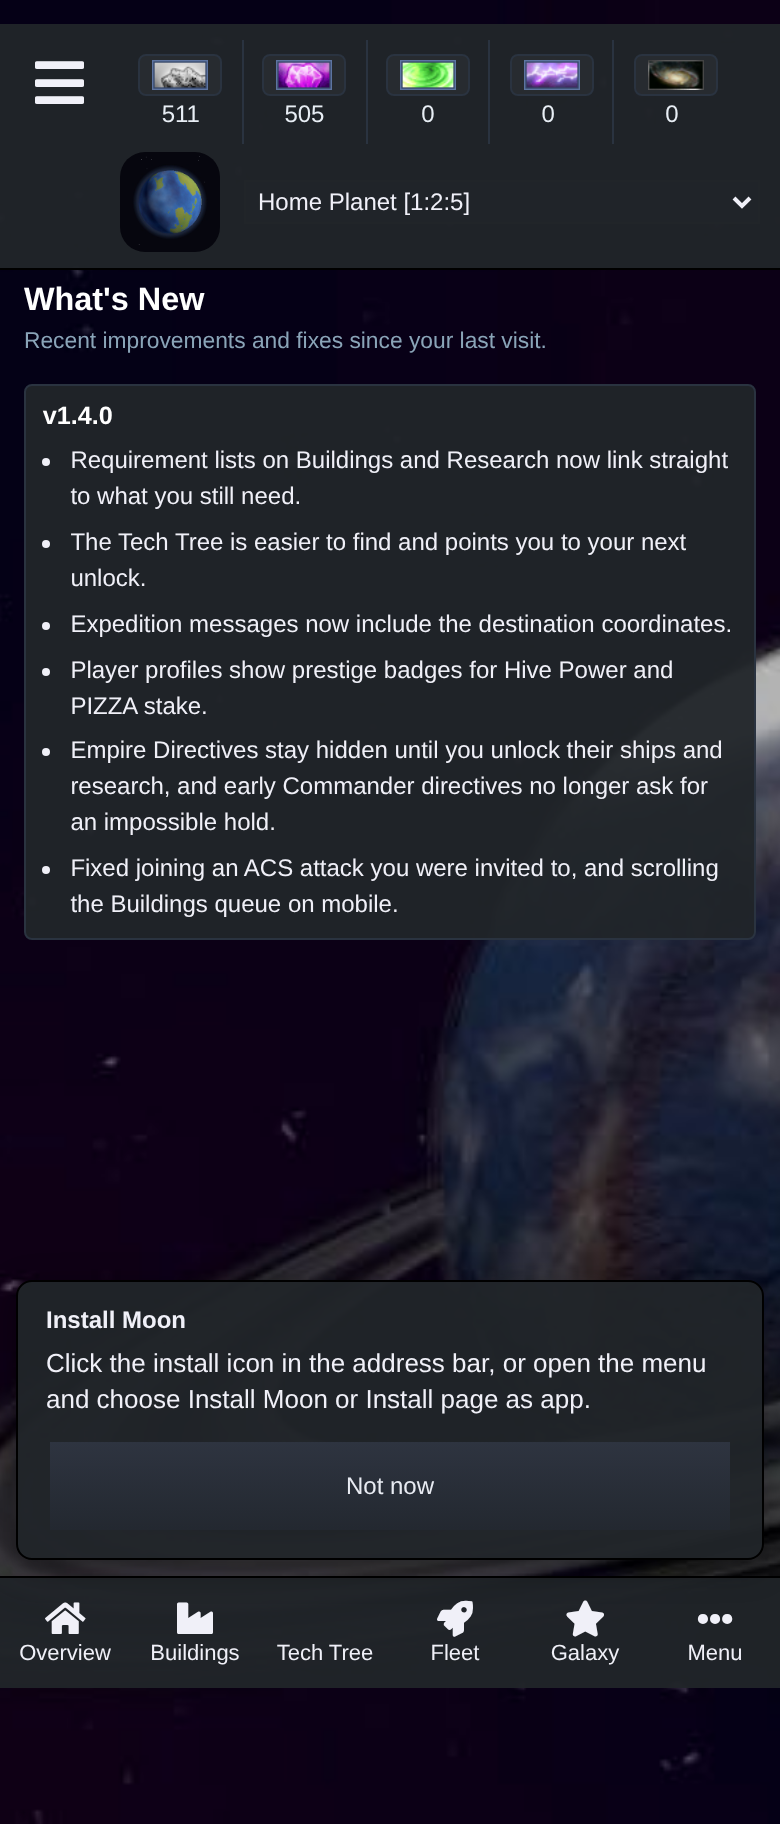 511 505 0 0 0
Home Planet [1:2:5]
What's New
Recent improvements and fixes since your last visit.
v1.4.0
Requirement lists on Buildings and Research now link straight
to what you still need.
The Tech Tree is easier to find and points you to your next
unlock.
Expedition messages now include the destination coordinates.
Player profiles show prestige badges for Hive Power and
PIZZA stake.
Empire Directives stay hidden until you unlock their ships and
research, and early Commander directives no longer ask for
an impossible hold.
Fixed joining an ACS attack you were invited to, and scrolling
the Buildings queue on mobile.
Install Moon
Click the install icon in the address bar, or open the menu
and choose Install Moon or Install page as app.
Not now
Overview Buildings Tech Tree Fleet Galaxy Menu